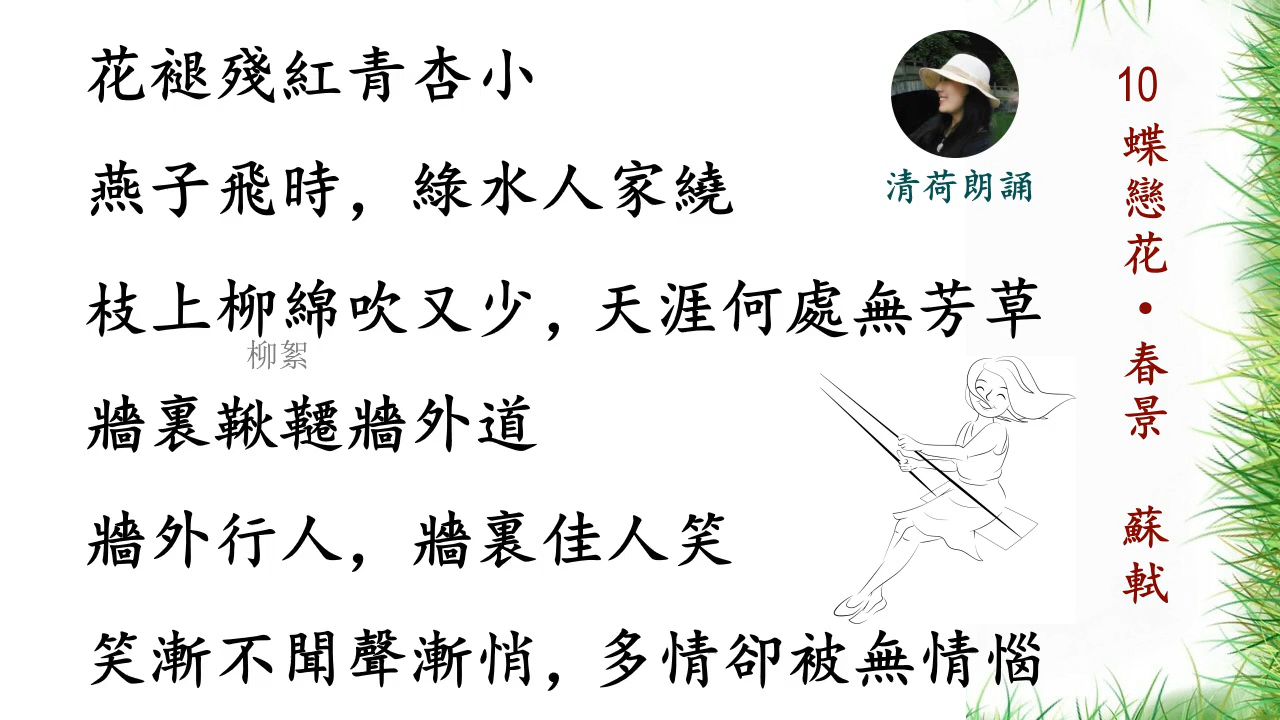 花褪殘紅青杏小
燕子飛時，綠水人家繞
枝上柳綿吹又少，天涯何處無芳草
柳絮
牆裏鞦韆牆外道
牆外行人，牆裏佳人笑
笑漸不聞聲漸悄，多情卻被無情惱
清荷朗誦
10 蝶戀花·春景 蘇軾